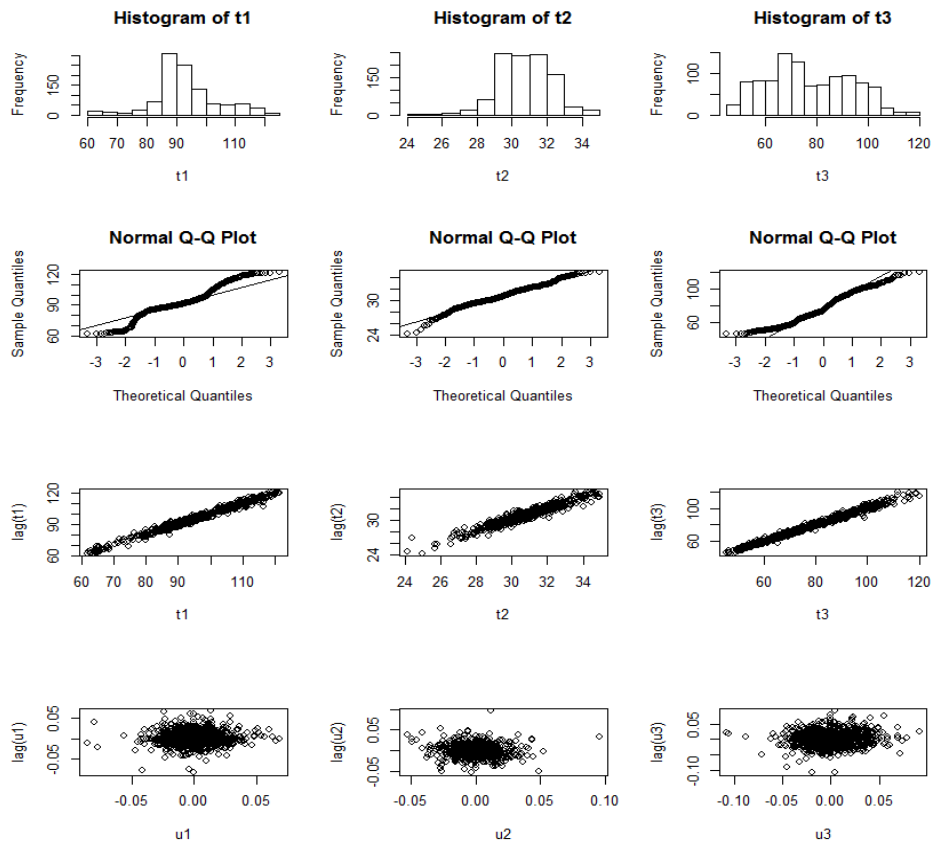 Histogram of t1
Histogram of t2
Histogram of t3
Frequency
0 150
60 70 80 90 110
t1
Frequency
0 150
24 26 28 30 32 34
t2
Frequency
0 100
60 80 100 120
t3
Normal Q-Q Plot
Normal Q-Q Plot
Normal Q-Q Plot
Sample Quantiles
60 90 120
-3 -2 -1 0 1 2 3
Theoretical Quantiles
Sample Quantiles
24 30
-3 -2 -1 0 1 2 3
Theoretical Quantiles
Sample Quantiles
60 100
-3 -2 -1 0 1 2 3
Theoretical Quantiles
lag(t1)
60 90 120
60 70 80 90 110
t1
lag(t2)
24 30
24 26 28 30 32 34
t2
lag(t3)
60 100
60 80 100 120
t3
lag(u1)
-0.05 0.05
-0.05 0.00 0.05
u1
lag(u2)
-0.05 0.05
-0.05 0.00 0.05 0.10
u2
lag(u3)
-0.10 0.05
-0.10 -0.05 0.00 0.05
u3